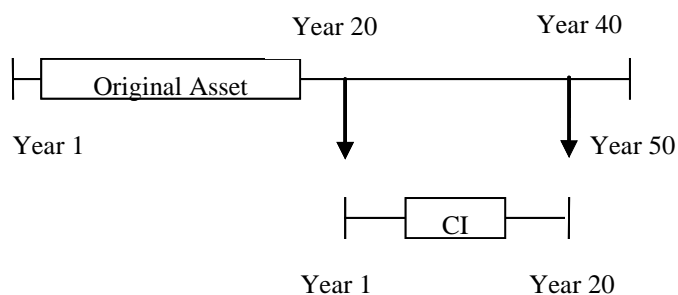 Year 20
Year 40
Original Asset
Year 1
Year 50
CI
Year 1
Year 20